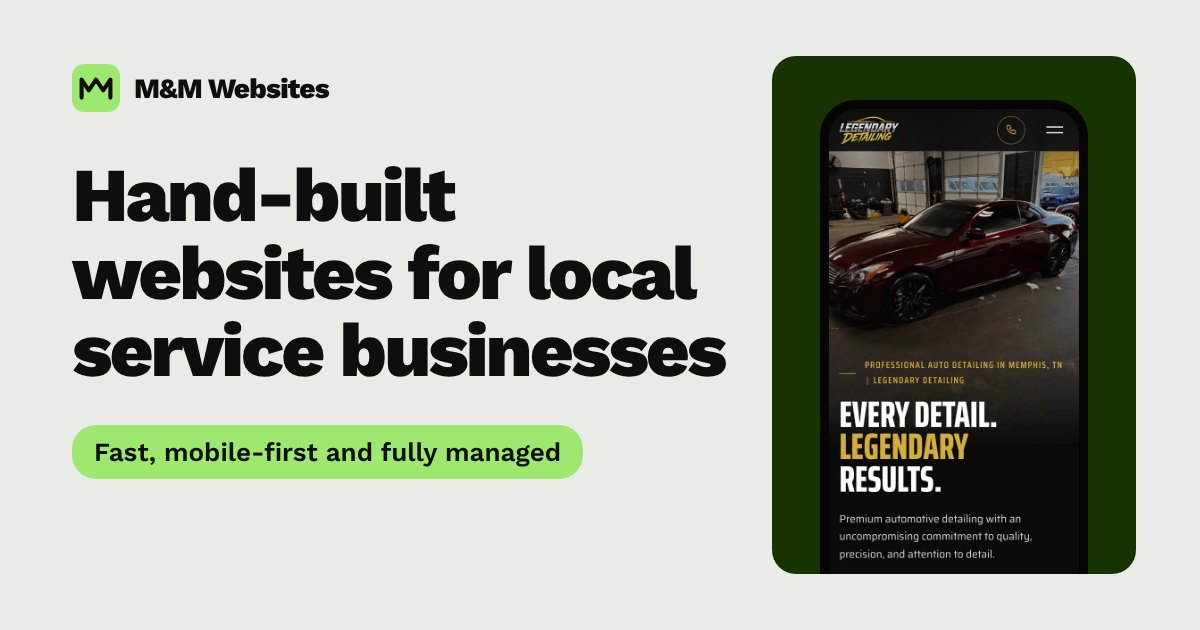 M&M Websites
Hand-built
websites for local
service businesses
Fast, mobile-first and fully managed
LEGENDARY
DETAILING
PROFESSIONAL AUTO DETAILING IN MEMPHIS, TN
| LEGENDARY DETAILING
EVERY DETAIL.
LEGENDARY
RESULTS.
Premium automotive detailing with an
uncompromising commitment to quality,
precision, and attention to detail.